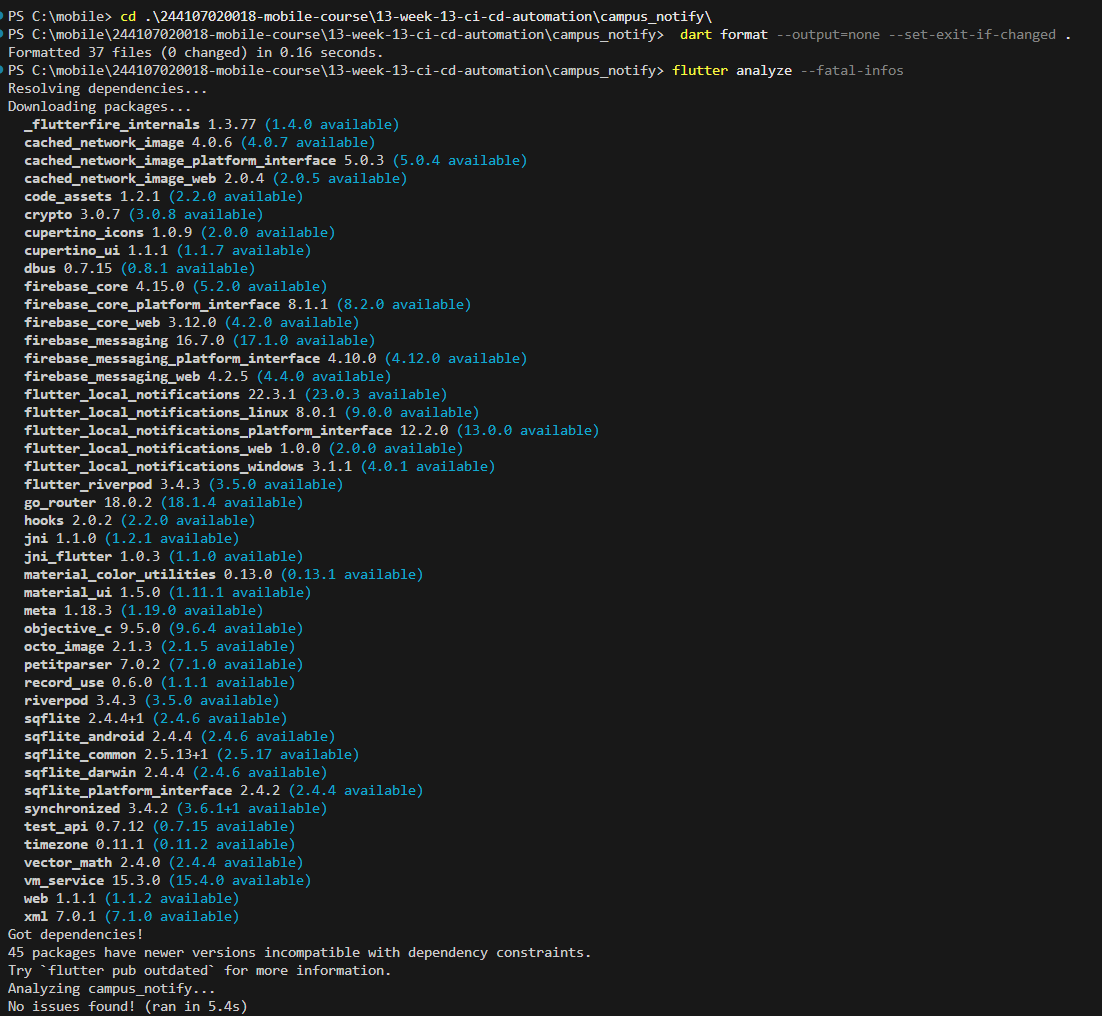 PS C:\mobile> cd .\244107020018-mobile-course\13-week-13-ci-cd-automation\campus_notify\
PS C:\mobile\244107020018-mobile-course\13-week-13-ci-cd-automation\campus_notify>  dart format --output=none --set-exit-if-changed .
Formatted 37 files (0 changed) in 0.16 seconds.
PS C:\mobile\244107020018-mobile-course\13-week-13-ci-cd-automation\campus_notify> flutter analyze --fatal-infos
Resolving dependencies...
Downloading packages...
  _flutterfire_internals 1.3.77 (1.4.0 available)
  cached_network_image 4.0.6 (4.0.7 available)
  cached_network_image_platform_interface 5.0.3 (5.0.4 available)
  cached_network_image_web 2.0.4 (2.0.5 available)
  code_assets 1.2.1 (2.2.0 available)
  crypto 3.0.7 (3.0.8 available)
  cupertino_icons 1.0.9 (2.0.0 available)
  cupertino_ui 1.1.1 (1.1.7 available)
  dbus 0.7.15 (0.8.1 available)
  firebase_core 4.15.0 (5.2.0 available)
  firebase_core_platform_interface 8.1.1 (8.2.0 available)
  firebase_core_web 3.12.0 (4.2.0 available)
  firebase_messaging 16.7.0 (17.1.0 available)
  firebase_messaging_platform_interface 4.10.0 (4.12.0 available)
  firebase_messaging_web 4.2.5 (4.4.0 available)
  flutter_local_notifications 22.3.1 (23.0.3 available)
  flutter_local_notifications_linux 8.0.1 (9.0.0 available)
  flutter_local_notifications_platform_interface 12.2.0 (13.0.0 available)
  flutter_local_notifications_web 1.0.0 (2.0.0 available)
  flutter_local_notifications_windows 3.1.1 (4.0.1 available)
  flutter_riverpod 3.4.3 (3.5.0 available)
  go_router 18.0.2 (18.1.4 available)
  hooks 2.0.2 (2.2.0 available)
  jni 1.1.0 (1.2.1 available)
  jni_flutter 1.0.3 (1.1.0 available)
  material_color_utilities 0.13.0 (0.13.1 available)
  material_ui 1.5.0 (1.11.1 available)
  meta 1.18.3 (1.19.0 available)
  objective_c 9.5.0 (9.6.4 available)
  octo_image 2.1.3 (2.1.5 available)
  petitparser 7.0.2 (7.1.0 available)
  record_use 0.6.0 (1.1.1 available)
  riverpod 3.4.3 (3.5.0 available)
  sqflite 2.4.4+1 (2.4.6 available)
  sqflite_android 2.4.4 (2.4.6 available)
  sqflite_common 2.5.13+1 (2.5.17 available)
  sqflite_darwin 2.4.4 (2.4.6 available)
  sqflite_platform_interface 2.4.2 (2.4.4 available)
  synchronized 3.4.2 (3.6.1+1 available)
  test_api 0.7.12 (0.7.15 available)
  timezone 0.11.1 (0.11.2 available)
  vector_math 2.4.0 (2.4.4 available)
  vm_service 15.3.0 (15.4.0 available)
  web 1.1.1 (1.1.2 available)
  xml 7.0.1 (7.1.0 available)
Got dependencies!
45 packages have newer versions incompatible with dependency constraints.
Try `flutter pub outdated` for more information.
Analyzing campus_notify...
No issues found! (ran in 5.4s)